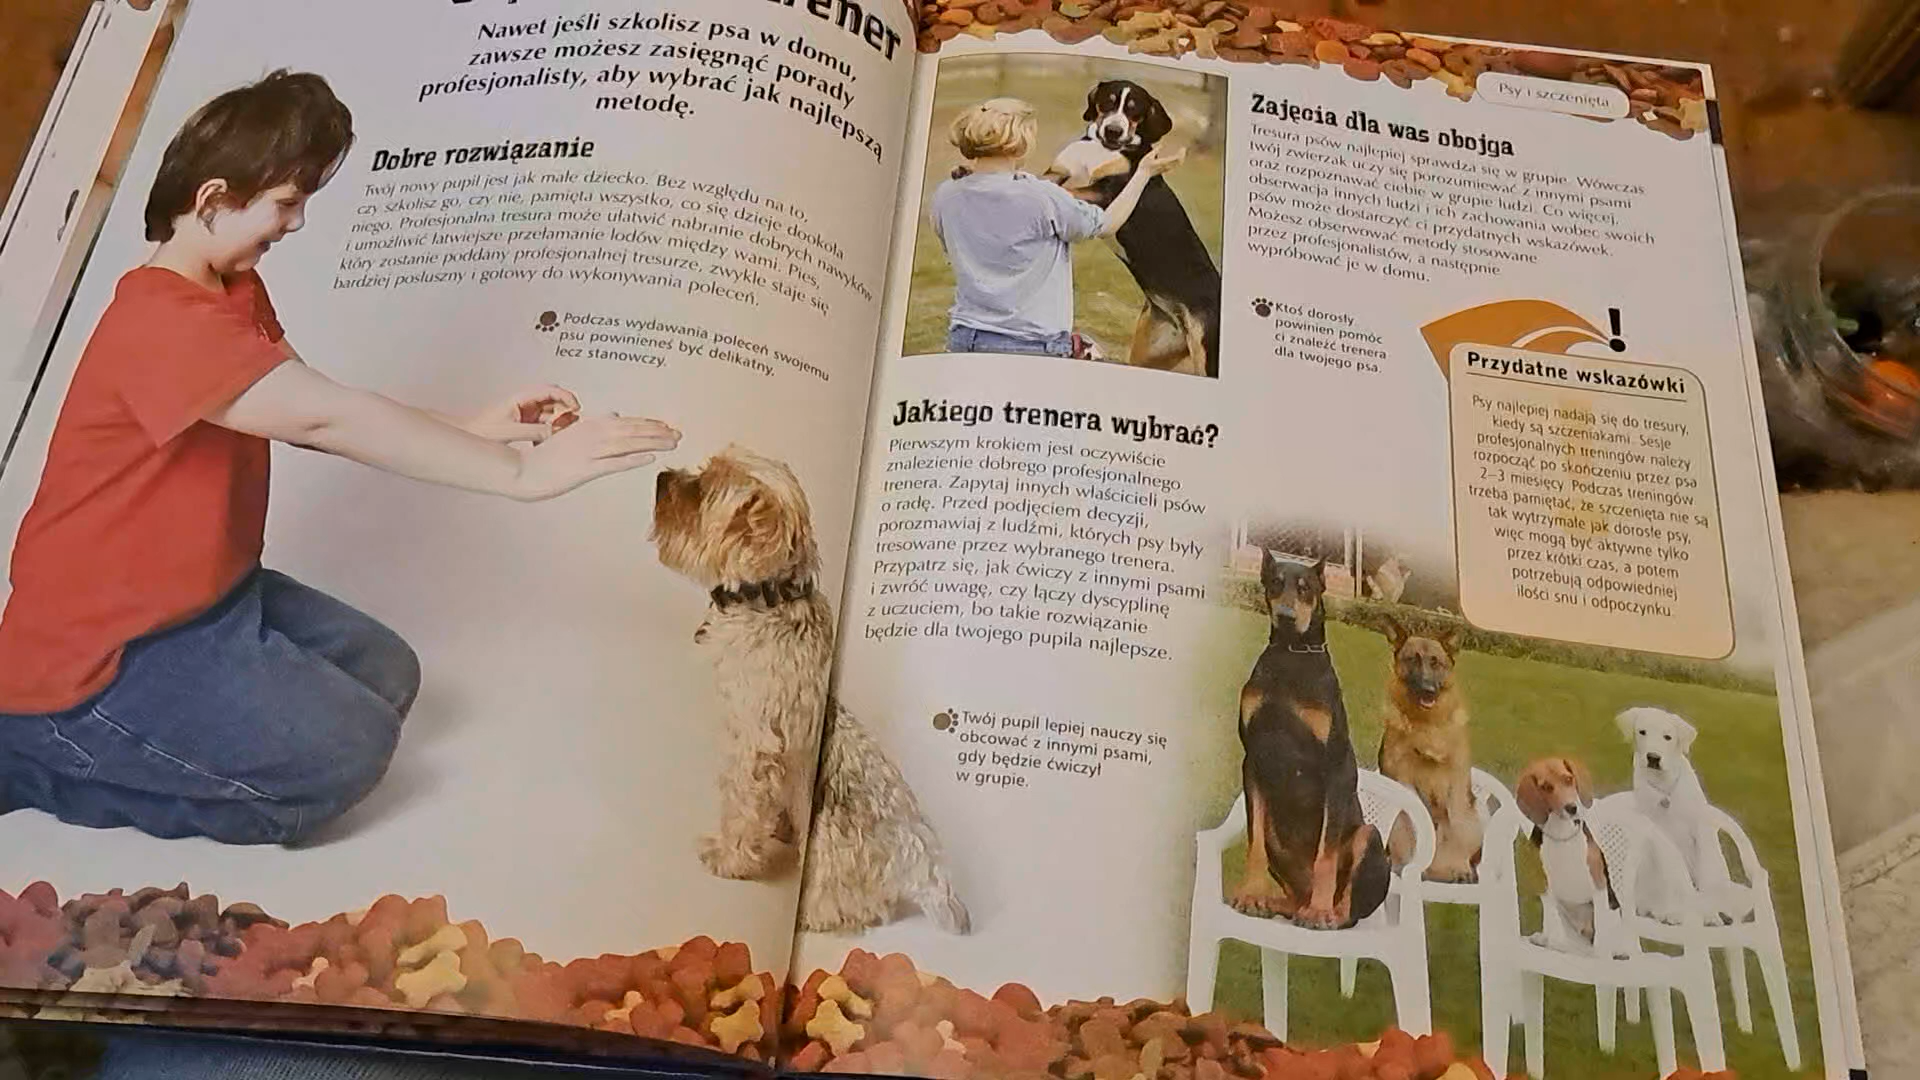 trener
Nawet jeśli szkolisz psa w domu,
zawsze możesz zasięgnąć porady
profesjonalisty, aby wybrać jak najlepszą
metodę.
Dobre rozwiązanie
Twój nowy pupil jest jak małe dziecko. Bez względu na to,
czy szkolisz go, czy nie, pamięta wszystko, co się dzieje dookoła
niego. Profesjonalna tresura może ułatwić nabranie dobrych nawyków
i umożliwić łatwiejsze przełamanie lodów między wami. Pies,
który zostanie poddany profesjonalnej tresurze, zwykle staje się
bardziej posłuszny i gotowy do wykonywania poleceń.
Podczas wydawania poleceń swojemu
psu powinieneś być delikatny,
lecz stanowczy.
Psy i szczenięta
Zajęcia dla was obojga
Tresura psów najlepiej sprawdza się w grupie. Wówczas
twój zwierzak uczy się porozumiewać z innymi psami
oraz rozpoznawać ciebie w grupie ludzi. Co więcej,
obserwacja innych ludzi i ich zachowania wobec swoich
psów może dostarczyć ci przydatnych wskazówek.
Możesz obserwować metody stosowane
przez profesjonalistów, a następnie
wypróbować je w domu.
Ktoś dorosły
powinien pomóc
ci znaleźć trenera
dla twojego psa.
Jakiego trenera wybrać?
Pierwszym krokiem jest oczywiście
znalezienie dobrego profesjonalnego
trenera. Zapytaj innych właścicieli psów
o radę. Przed podjęciem decyzji,
porozmawiaj z ludźmi, których psy były
tresowane przez wybranego trenera.
Przypatrz się, jak ćwiczy z innymi psami
i zwróć uwagę, czy łączy dyscyplinę
z uczuciem, bo takie rozwiązanie
będzie dla twojego pupila najlepsze.
Twój pupil lepiej nauczy się
obcować z innymi psami,
gdy będzie ćwiczył
w grupie.
!
Przydatne wskazówki
Psy najlepiej nadają się do tresury,
kiedy są szczeniakami. Sesje
profesjonalnych treningów należy
rozpocząć po skończeniu przez psa
2–3 miesięcy. Podczas treningów
trzeba pamiętać, że szczenięta nie są
tak wytrzymałe jak dorosłe psy,
więc mogą być aktywne tylko
przez krótki czas, a potem
potrzebują odpowiedniej
ilości snu i odpoczynku.